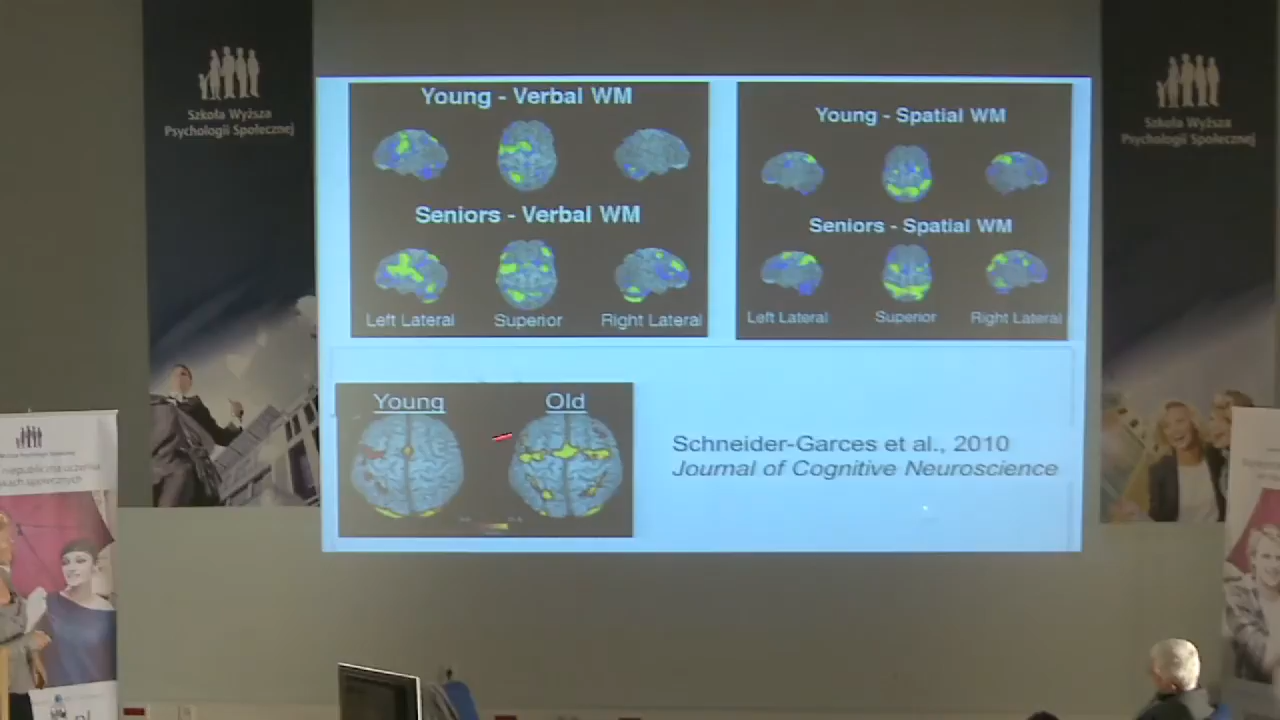 Szkoła Wyższa
Psychologii Społecznej
Young - Verbal WM
Seniors - Verbal WM
Left Lateral
Superior
Right Lateral
Young - Spatial WM
Seniors - Spatial WM
Left Lateral
Superior
Right Lateral
Young
Old
Schneider-Garces et al., 2010
Journal of Cognitive Neuroscience
Szkoła Wyższa
Psychologii Społecznej